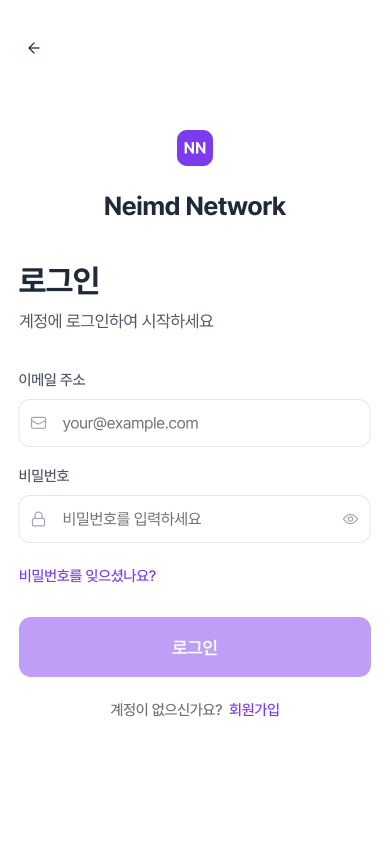 NN
Neimd Network
로그인
계정에 로그인하여 시작하세요
이메일 주소
your@example.com
비밀번호
비밀번호를 입력하세요
비밀번호를 잊으셨나요?
로그인
계정이 없으신가요? 회원가입